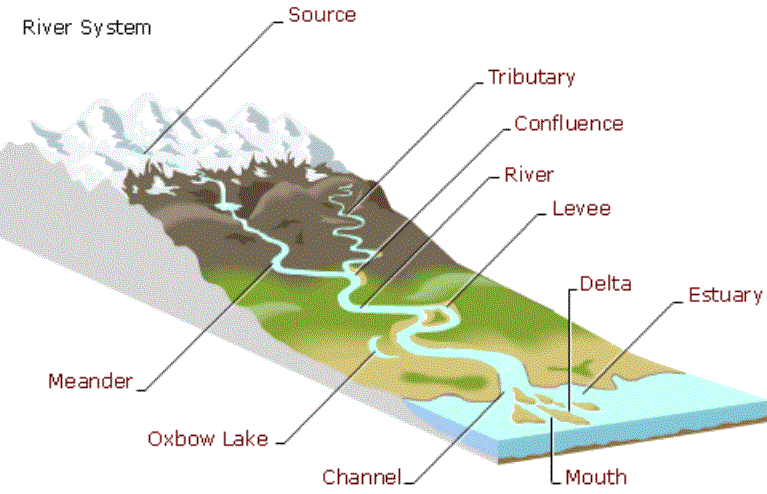 River System
Source
Tributary
Confluence
River
Levee
Delta
Estuary
Meander
Oxbow Lake
Channel
Mouth